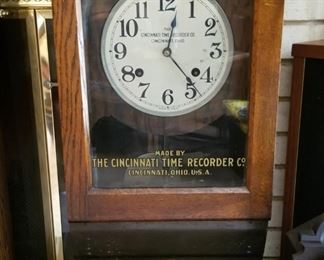 12
1
2
3
4
5
6
7
8
9
10
11
THE
CINCINNATI TIME RECORDER CO.
CINCINNATI, OHIO
MADE BY
THE CINCINNATI TIME RECORDER CO.
CINCINNATI, OHIO. U.S.A.